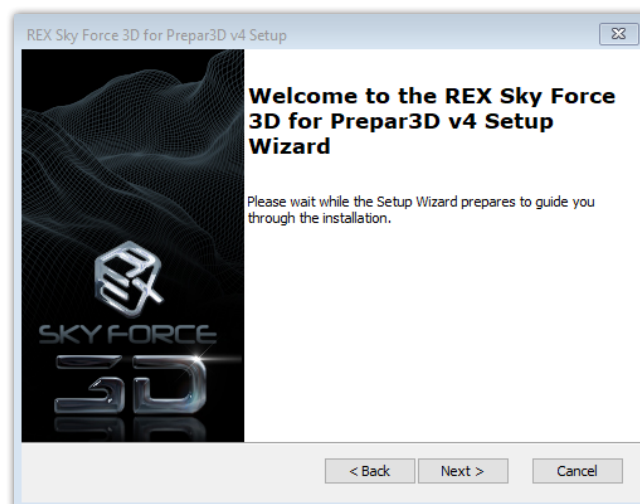 REX Sky Force 3D for Prepar3D v4 Setup
Welcome to the REX Sky Force
3D for Prepar3D v4 Setup
Wizard
Please wait while the Setup Wizard prepares to guide you
through the installation.
REX
SKY FORCE
3D
< Back
Next >
Cancel